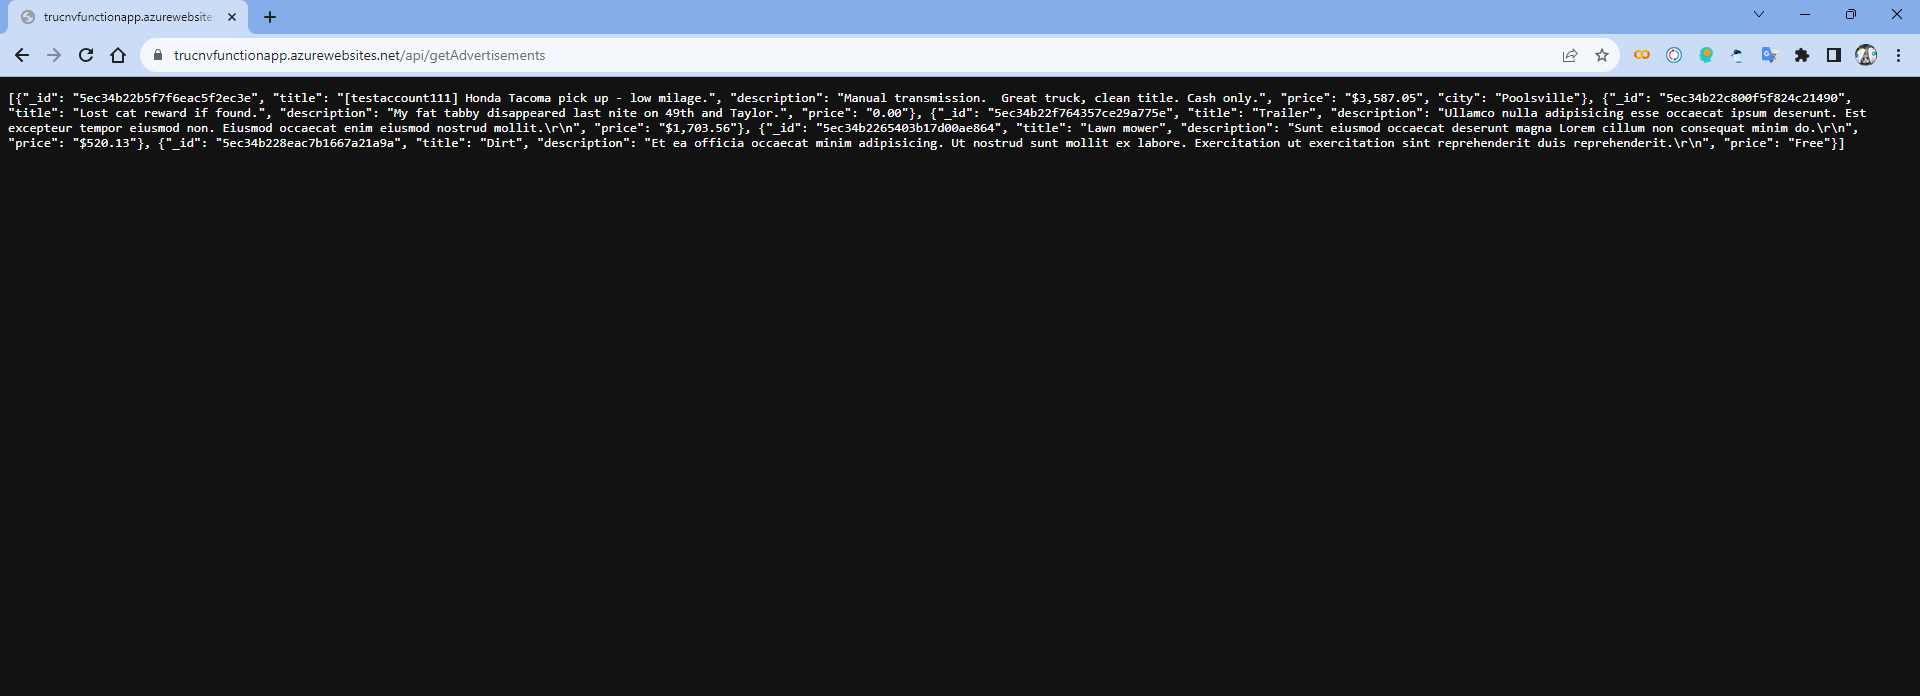 trucnvfunctionapp.azurewebsites
trucnvfunctionapp.azurewebsites.net/api/getAdvertisements
[{"_id": "5ec34b22b5f7f6eac5f2ec3e", "title": "[testaccount111] Honda Tacoma pick up - low milage.", "description": "Manual transmission.  Great truck, clean title. Cash only.", "price": "$3,587.05", "city": "Poolsville"}, {"_id": "5ec34b22c800f5f824c21490",
"title": "Lost cat reward if found.", "description": "My fat tabby disappeared last nite on 49th and Taylor.", "price": "0.00"}, {"_id": "5ec34b22f764357ce29a775e", "title": "Trailer", "description": "Ullamco nulla adipisicing esse occaecat ipsum deserunt. Est
excepteur tempor eiusmod non. Eiusmod occaecat enim eiusmod nostrud mollit.\r\n", "price": "$1,703.56"}, {"_id": "5ec34b2265403b17d00ae864", "title": "Lawn mower", "description": "Sunt eiusmod occaecat deserunt magna Lorem cillum non consequat minim do.\r\n",
"price": "$520.13"}, {"_id": "5ec34b228eac7b1667a21a9a", "title": "Dirt", "description": "Et ea officia occaecat minim adipisicing. Ut nostrud sunt mollit ex labore. Exercitation ut exercitation sint reprehenderit duis reprehenderit.\r\n", "price": "Free"}]